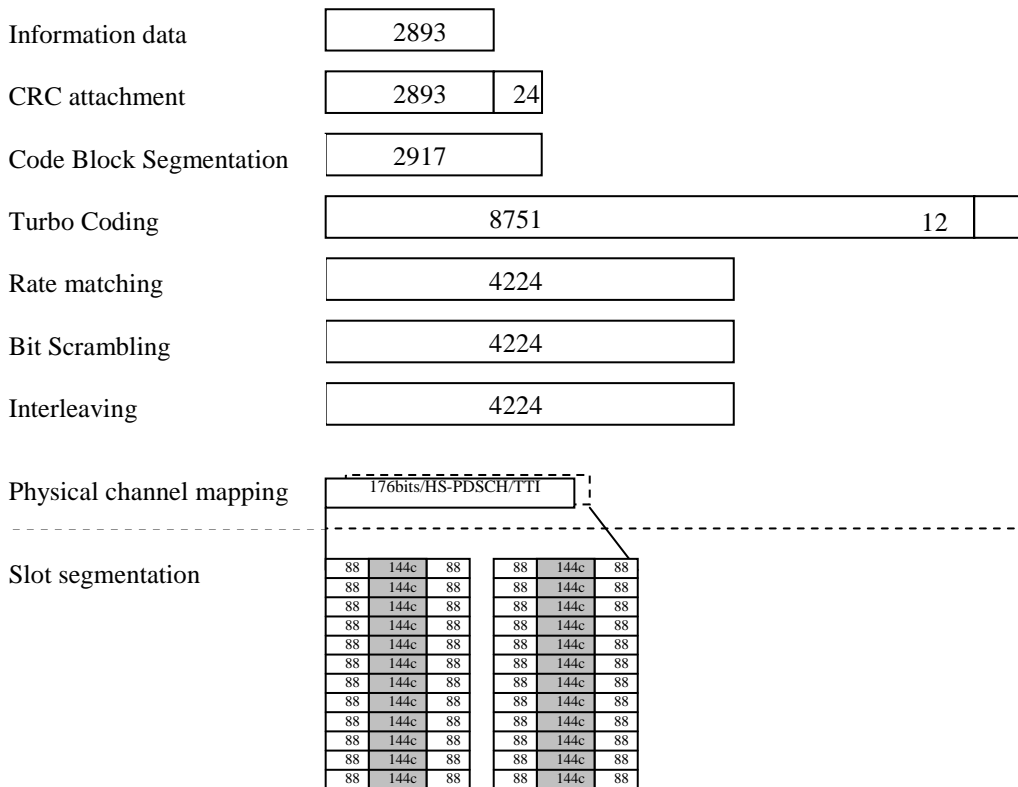 Information data 2893
CRC attachment 2893 24
Code Block Segmentation 2917
Turbo Coding 8751 12
Rate matching 4224
Bit Scrambling 4224
Interleaving 4224
Physical channel mapping 176bits/HS-PDSCH/TTI
Slot segmentation
88 144c 88 88 144c 88
88 144c 88 88 144c 88
88 144c 88 88 144c 88
88 144c 88 88 144c 88
88 144c 88 88 144c 88
88 144c 88 88 144c 88
88 144c 88 88 144c 88
88 144c 88 88 144c 88
88 144c 88 88 144c 88
88 144c 88 88 144c 88
88 144c 88 88 144c 88
88 144c 88 88 144c 88